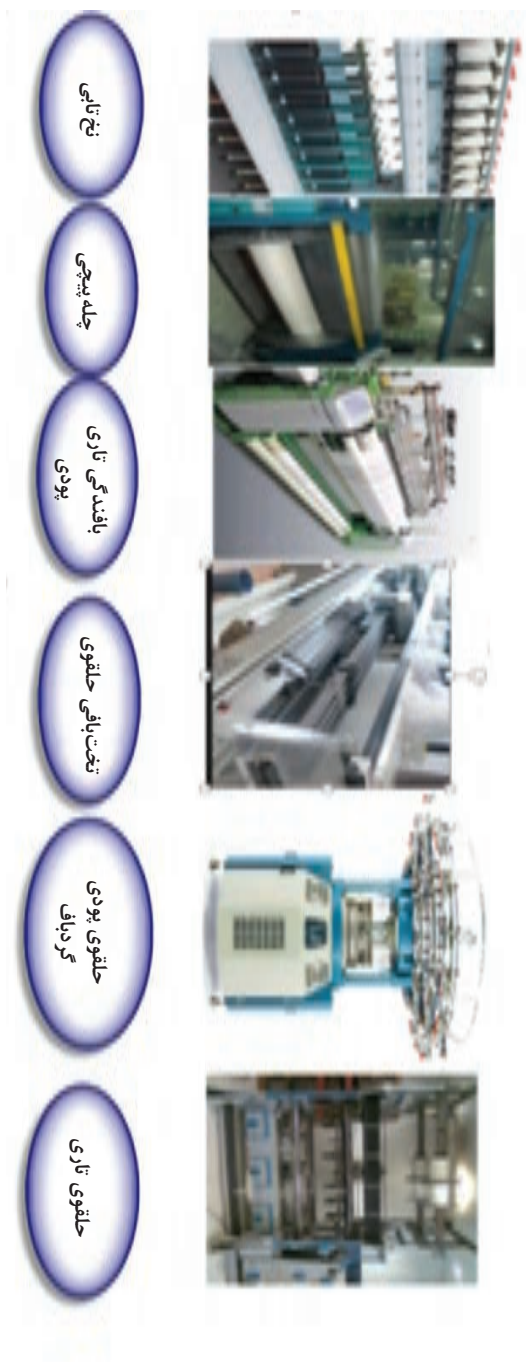 نخ تابی
چله پیچی
بافندگی تاری
پودی
تخت‌بافی حلقوی
حلقوی پودی
گردباف
حلقوی تاری